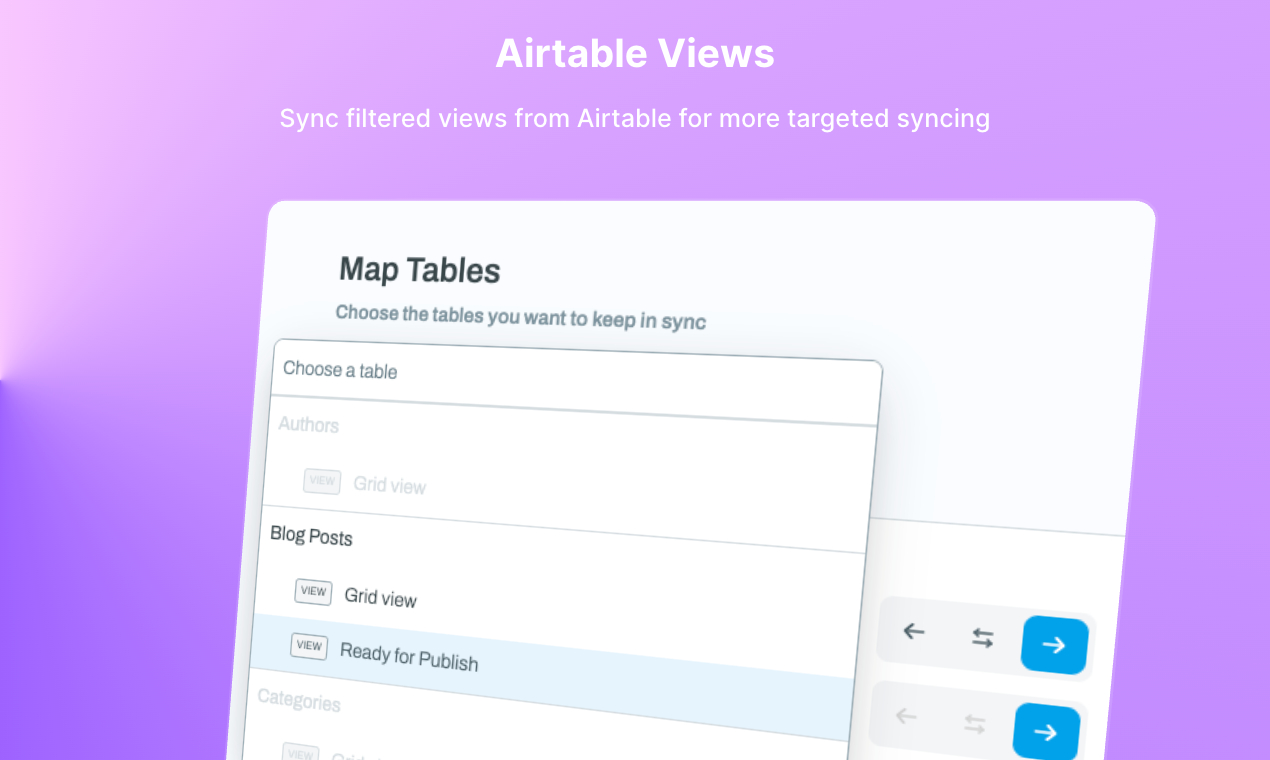 Airtable Views
Sync filtered views from Airtable for more targeted syncing
Map Tables
Choose the tables you want to keep in sync
Choose a table
Authors
VIEW Grid view
Blog Posts
VIEW Grid view
VIEW Ready for Publish
Categories
VIEW